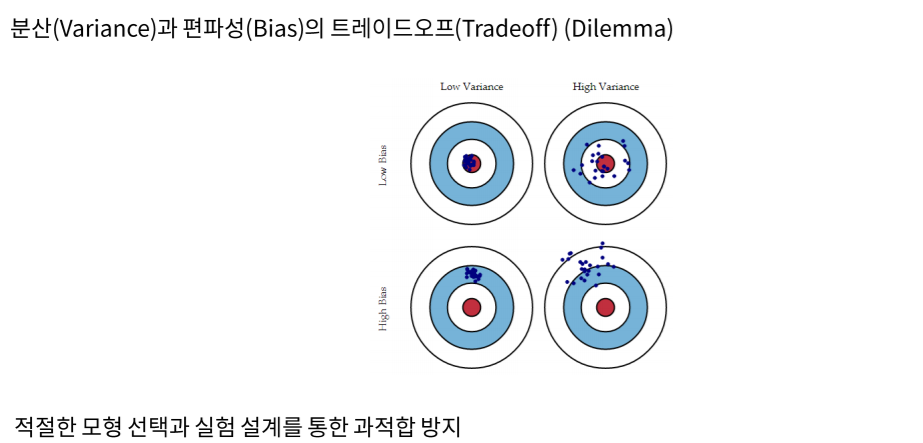 분산(Variance)과 편파성(Bias)의 트레이드오프(Tradeoff) (Dilemma)
Low Variance
High Variance
Low Bias
High Bias
적절한 모형 선택과 실험 설계를 통한 과적합 방지